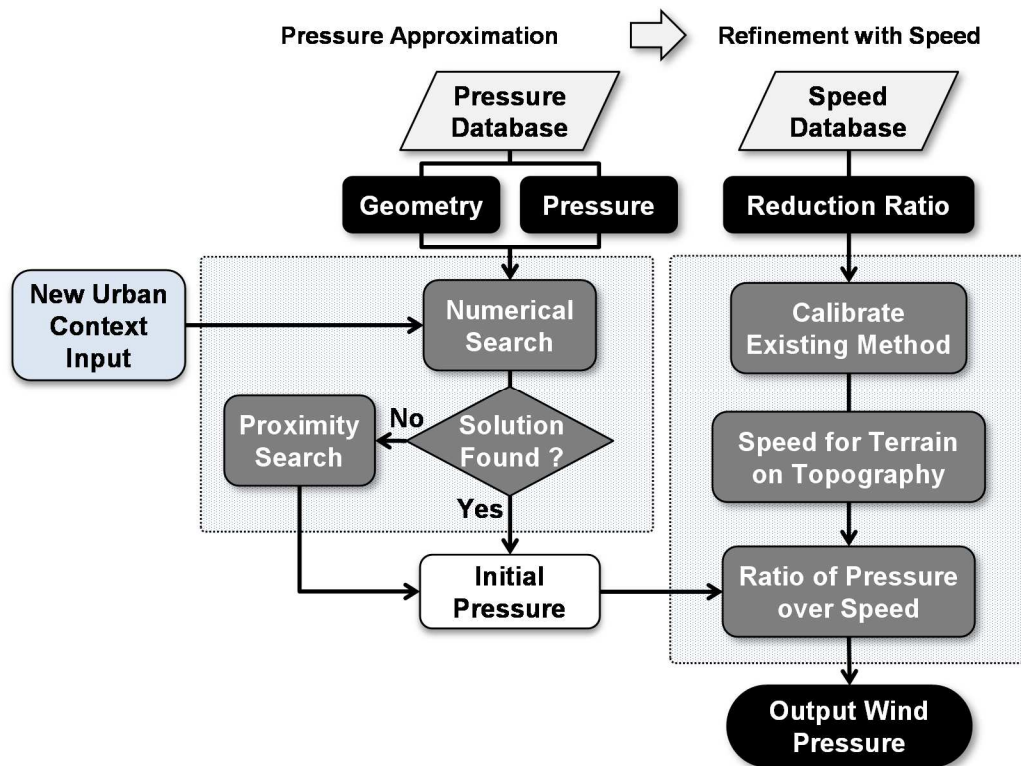 Pressure Approximation
Refinement with Speed
Pressure
Database
Speed
Database
Geometry
Pressure
Reduction Ratio
New Urban
Context
Input
Numerical
Search
Calibrate
Existing Method
Proximity
Search
No
Solution
Found ?
Speed for Terrain
on Topography
Yes
Initial
Pressure
Ratio of Pressure
over Speed
Output Wind
Pressure